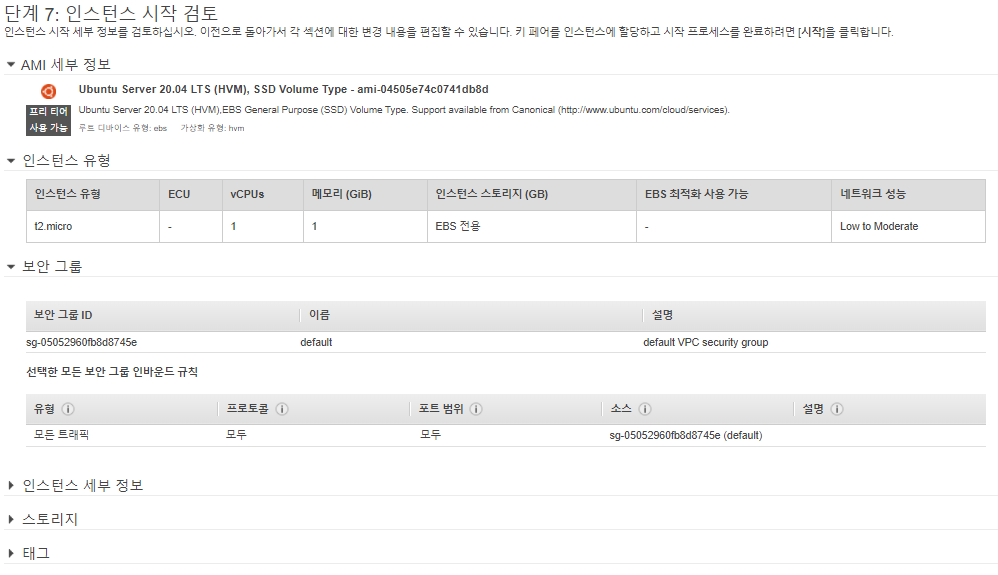 단계 7: 인스턴스 시작 검토
인스턴스 시작 세부 정보를 검토하십시오. 이전으로 돌아가서 각 섹션에 대한 변경 내용을 편집할 수 있습니다. 키 페어를 인스턴스에 할당하고 시작 프로세스를 완료하려면 [시작]을 클릭합니다.
AMI 세부 정보
Ubuntu Server 20.04 LTS (HVM), SSD Volume Type - ami-04505e74c0741db8d
프리 티어
사용 가능
Ubuntu Server 20.04 LTS (HVM),EBS General Purpose (SSD) Volume Type. Support available from Canonical (http://www.ubuntu.com/cloud/services).
루트 디바이스 유형: ebs 가상화 유형: hvm
인스턴스 유형
인스턴스 유형 ECU vCPUs 메모리 (GiB) 인스턴스 스토리지 (GB) EBS 최적화 사용 가능 네트워크 성능
t2.micro - 1 1 EBS 전용 - Low to Moderate
보안 그룹
보안 그룹 ID 이름 설명
sg-05052960fb8d8745e default default VPC security group
선택한 모든 보안 그룹 인바운드 규칙
유형 프로토콜 포트 범위 소스 설명
모든 트래픽 모두 모두 sg-05052960fb8d8745e (default)
인스턴스 세부 정보
스토리지
태그